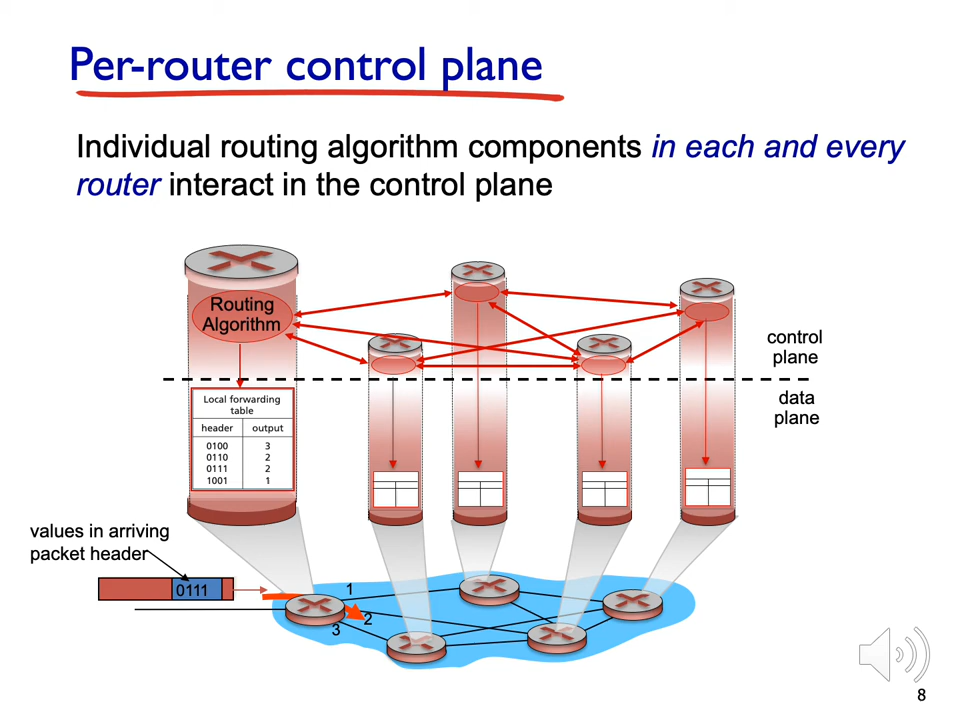 Per-router control plane
Individual routing algorithm components in each and every
router interact in the control plane
Routing
Algorithm
control
plane
data
plane
Local forwarding
table
header output
0100 3
0110 2
0111 2
1001 1
values in arriving
packet header
0111
1
2
3
8